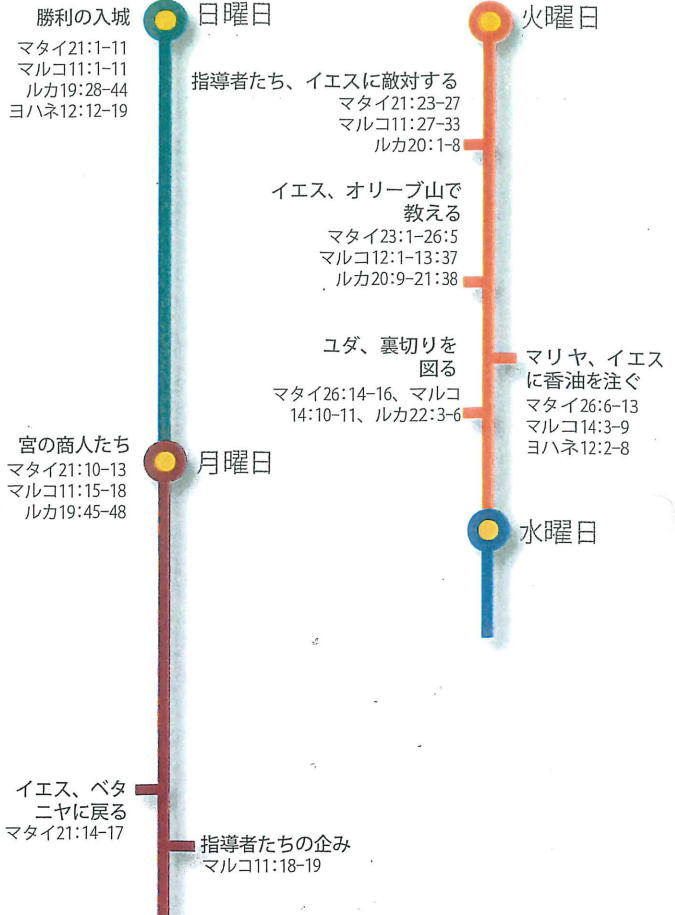 勝利の入城
日曜日
マタイ21:1–11
マルコ11:1–11
ルカ19:28–44
ヨハネ12:12–19
宮の商人たち
月曜日
マタイ21:10–13
マルコ11:15–18
ルカ19:45–48
イエス、ベタ
ニヤに戻る
マタイ21:14–17
指導者たちの企み
マルコ11:18–19
火曜日
指導者たち、イエスに敵対する
マタイ21:23–27
マルコ11:27–33
ルカ20:1–8
イエス、オリーブ山で
教える
マタイ23:1–26:5
マルコ12:1–13:37
ルカ20:9–21:38
ユダ、裏切りを
図る
マタイ26:14–16、マルコ
14:10–11、ルカ22:3–6
マリヤ、イエス
に香油を注ぐ
マタイ26:6–13
マルコ14:3–9
ヨハネ12:2–8
水曜日